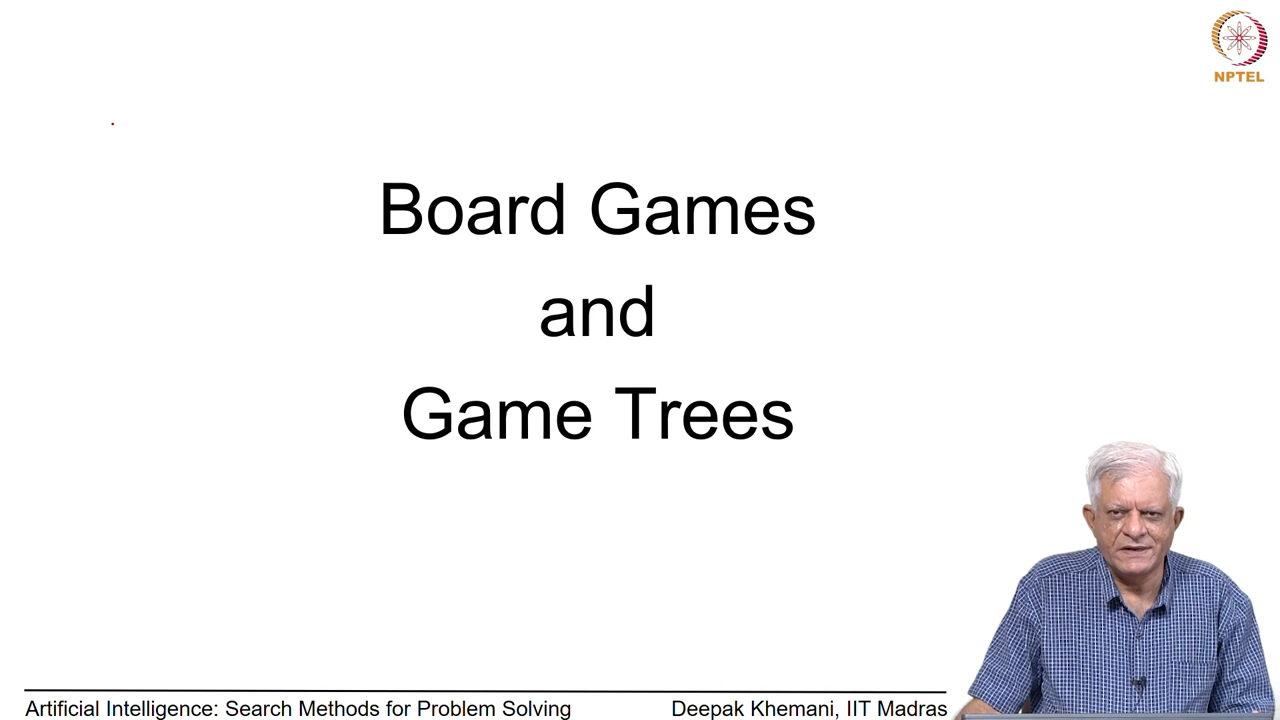 NPTEL
Board Games
and
Game Trees
Artificial Intelligence: Search Methods for Problem Solving
Deepak Khemani, IIT Madras